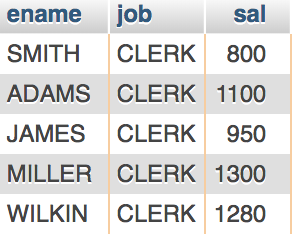 ename job sal
SMITH CLERK 800
ADAMS CLERK 1100
JAMES CLERK 950
MILLER CLERK 1300
WILKIN CLERK 1280